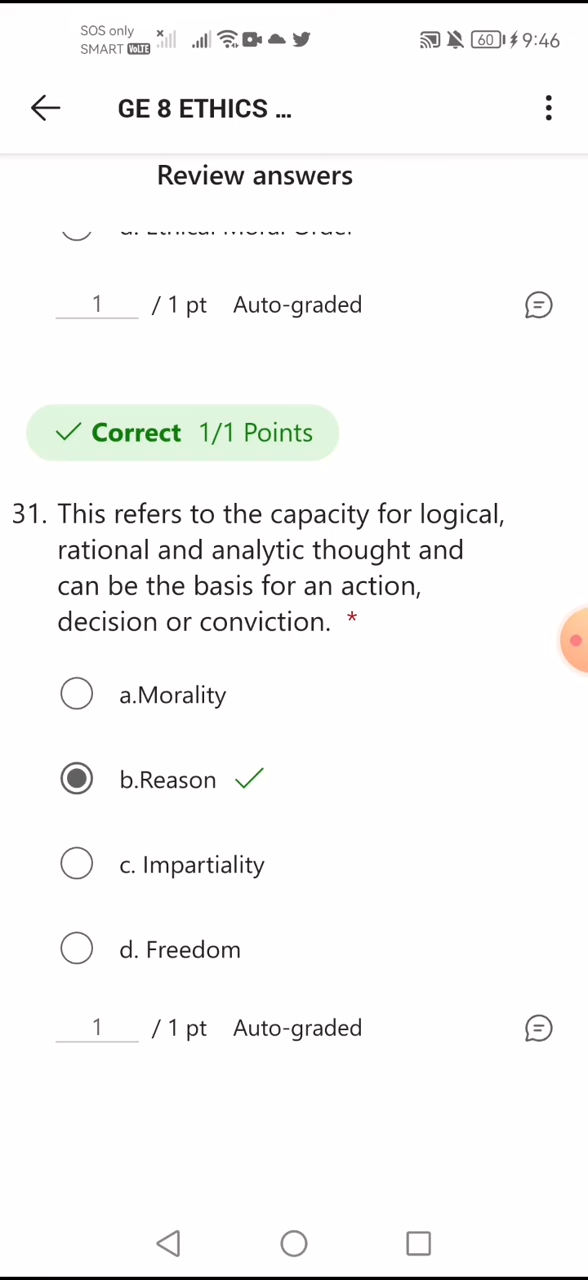 SOS only
SMART VoLTE
60 9:46
GE 8 ETHICS ...
Review answers
1 / 1 pt Auto-graded
Correct 1/1 Points
31. This refers to the capacity for logical,
rational and analytic thought and
can be the basis for an action,
decision or conviction. *
a.Morality
b.Reason
c. Impartiality
d. Freedom
1 / 1 pt Auto-graded